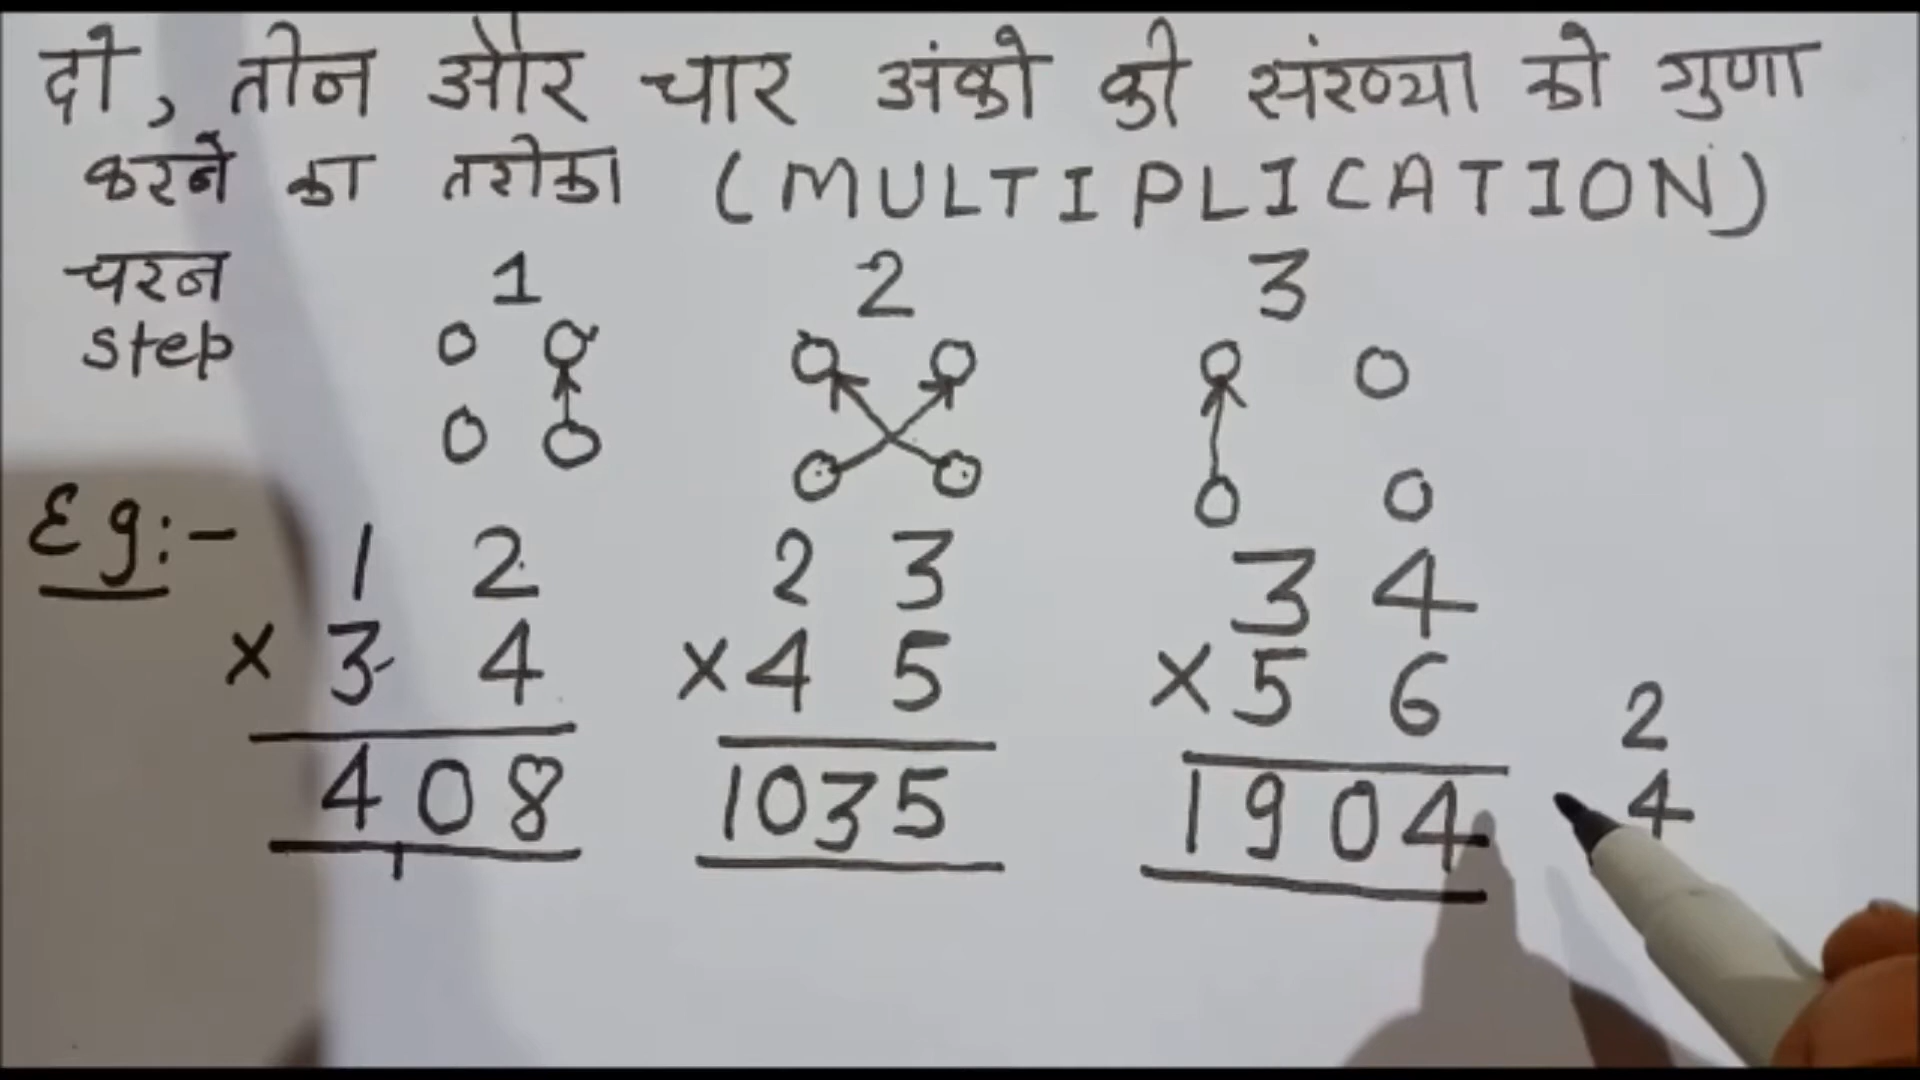 दो, तीन और चार अंको की संख्या को गुणा
करने का तरीका (MULTIPLICATION)
चरन 1 2 3
step
Eg:-
1 2 2 3 3 4
× 3 4 × 4 5 × 5 6 2
408 1035 1904 4
1